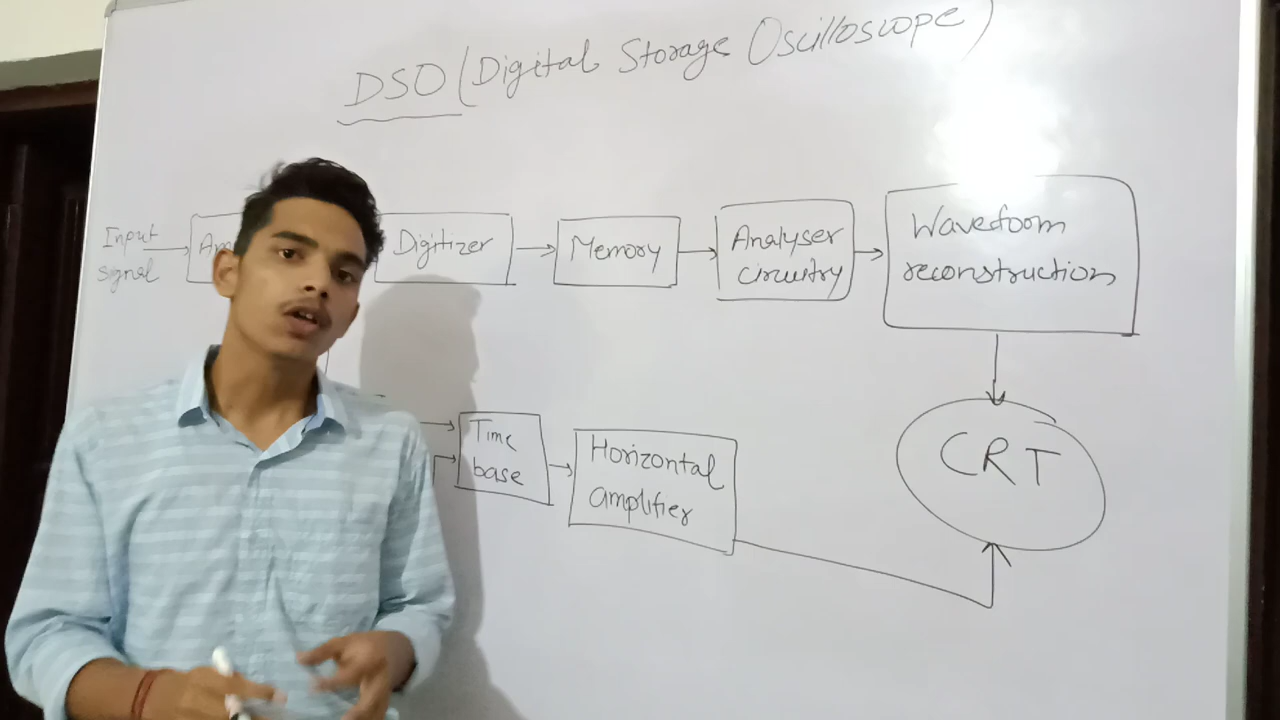 DSO (Digital Storage Oscilloscope)
Input
signal
Digitizer
Memory
Analyser
circuitry
Waveform
reconstruction
Time
base
Horizontal
amplifier
CRT